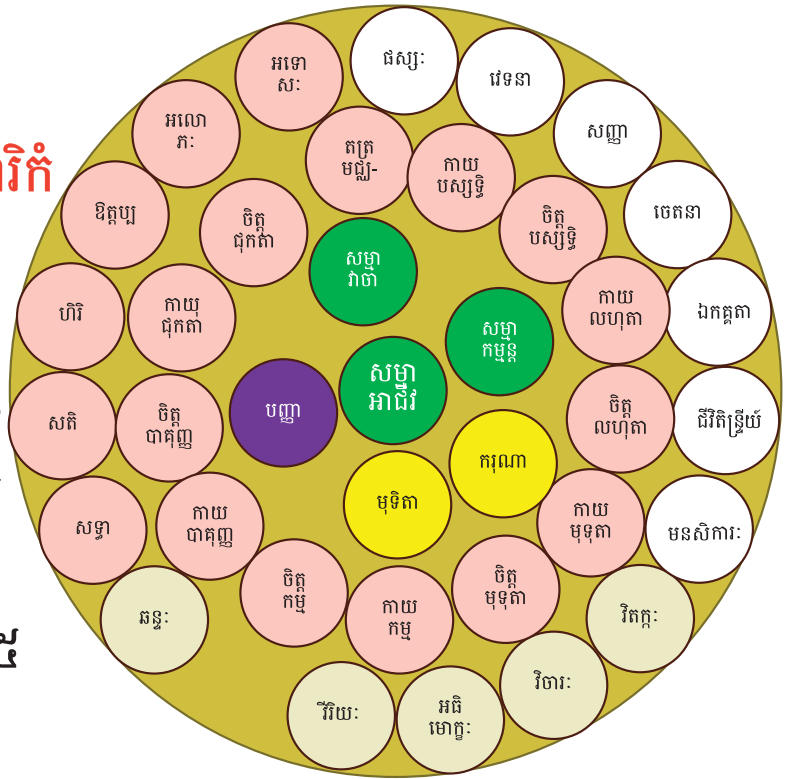 ផស្សៈ
វេទនា
សញ្ញា
ចេតនា
ឯកគ្គតា
ជីវិតិន្ទ្រីយ៍
មនសិការៈ
វិតក្កៈ
វិចារៈ
អធិ
មោក្ខៈ
វីរិយៈ
ឆន្ទៈ
សទ្ធា
សតិ
ហិរិ
ឱត្តប្ប
អលោ
ភៈ
អទោ
សៈ
តត្រ
មជ្ឈ-
កាយ
បស្សទ្ធិ
ចិត្ត
បស្សទ្ធិ
កាយ
លហុតា
ចិត្ត
លហុតា
កាយ
មុទុតា
ចិត្ត
មុទុតា
កាយ
កម្ម
ចិត្ត
កម្ម
កាយ
បាគុញ្ញ
ចិត្ត
បាគុញ្ញ
កាយុ
ជុកតា
ចិត្តុ
ជុកតា
សម្មា
វាចា
សម្មា
កម្មន្ត
សម្មា
អាជីវ
ករុណា
មុទិតា
បញ្ញា